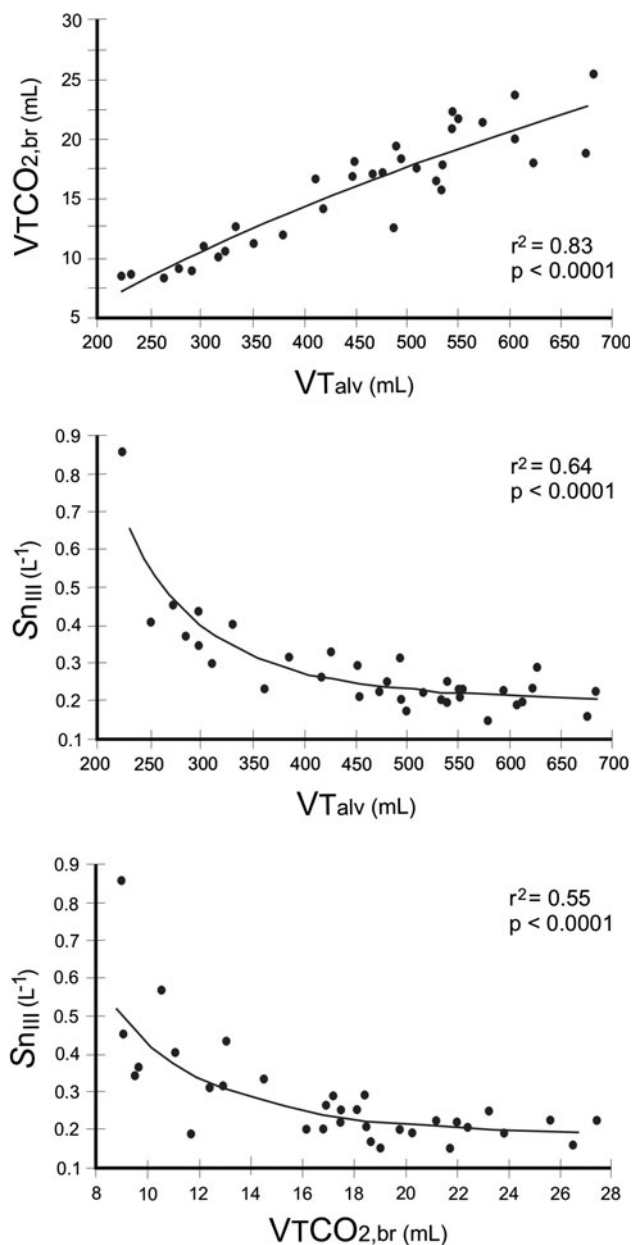 30
25
20
15
10
5
VTCO2,br (mL)
r² = 0.83
p < 0.0001
200 250 300 350 400 450 500 550 600 650 700
VTalv (mL)
0.9
0.8
0.7
0.6
0.5
0.4
0.3
0.2
0.1
SnIII (L-1)
r² = 0.64
p < 0.0001
200 250 300 350 400 450 500 550 600 650 700
VTalv (mL)
0.9
0.8
0.7
0.6
0.5
0.4
0.3
0.2
0.1
SnIII (L-1)
r² = 0.55
p < 0.0001
8 10 12 14 16 18 20 22 24 26 28
VTCO2,br (mL)